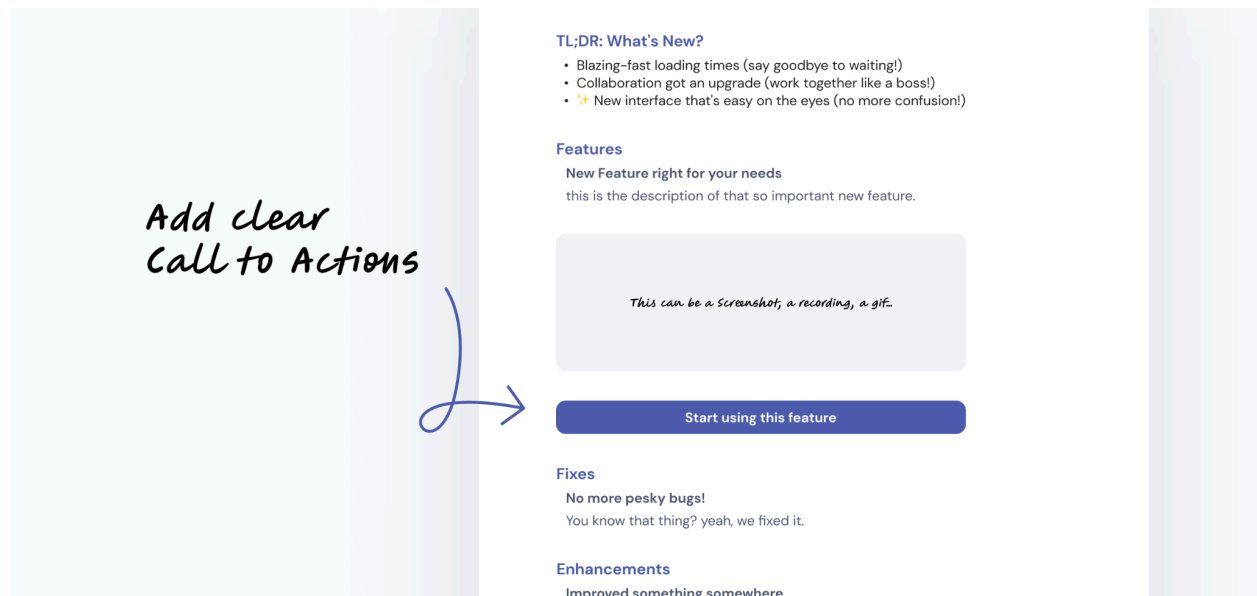 Add clear
Call to Actions
TL;DR: What's New?
• Blazing-fast loading times (say goodbye to waiting!)
• Collaboration got an upgrade (work together like a boss!)
• ✨ New interface that's easy on the eyes (no more confusion!)
Features
New Feature right for your needs
this is the description of that so important new feature.
This can be a Screenshot, a recording, a gif...
Start using this feature
Fixes
No more pesky bugs!
You know that thing? yeah, we fixed it.
Enhancements
Improved something somewhere